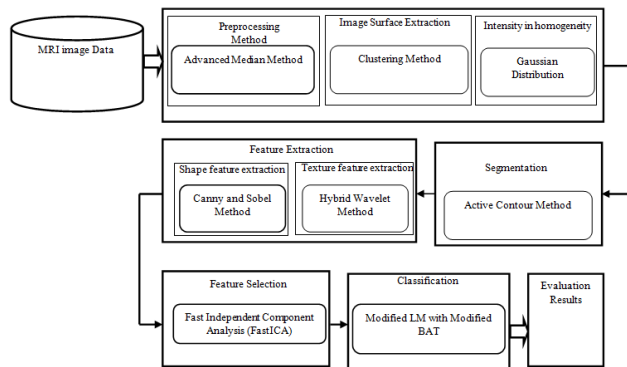 MRI image Data
Preprocessing
Method
Advanced Median Method
Image Surface Extraction
Clustering Method
Intensity in homogeneity
Gaussian
Distribution
Feature Extraction
Shape feature extraction
Canny and Sobel
Method
Texture feature extraction
Hybrid Wavelet
Method
Segmentation
Active Contour Method
Feature Selection
Fast Independent Component
Analysis (FastICA)
Classification
Modified LM with Modified
BAT
Evaluation
Results